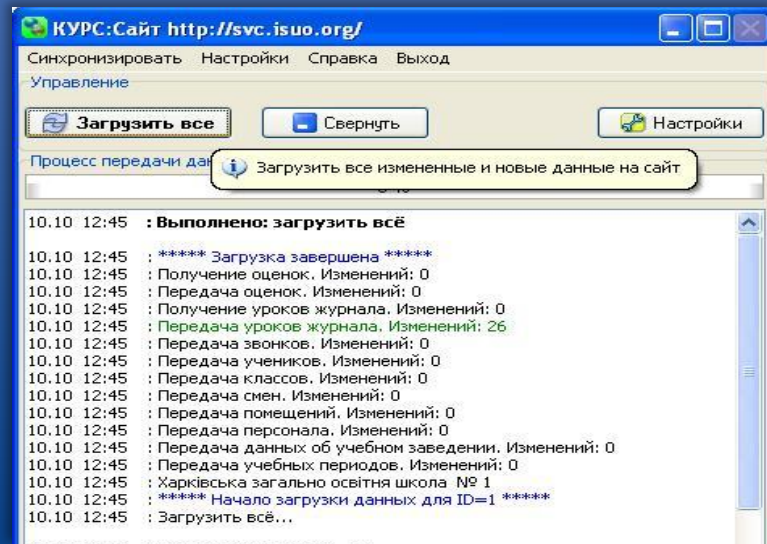 КУРС:Сайт http://svc.isuo.org/
Синхронизировать Настройки Справка Выход
Управление
Загрузить все Свернуть Настройки
Процесс передачи
Загрузить все измененные и новые данные на сайт
10.10 12:45 : Выполнено: загрузить всё
10.10 12:45 : ***** Загрузка завершена *****
10.10 12:45 : Получение оценок. Изменений: 0
10.10 12:45 : Передача оценок. Изменений: 0
10.10 12:45 : Получение уроков журнала. Изменений: 0
10.10 12:45 : Передача уроков журнала. Изменений: 26
10.10 12:45 : Передача звонков. Изменений: 0
10.10 12:45 : Передача учеников. Изменений: 0
10.10 12:45 : Передача классов. Изменений: 0
10.10 12:45 : Передача смен. Изменений: 0
10.10 12:45 : Передача помещений. Изменений: 0
10.10 12:45 : Передача персонала. Изменений: 0
10.10 12:45 : Передача данных об учебном заведении. Изменений: 0
10.10 12:45 : Передача учебных периодов. Изменений: 0
10.10 12:45 : Харківська загально освітня школа № 1
10.10 12:45 : ***** Начало загрузки данных для ID=1 *****
10.10 12:45 : Загрузить всё...